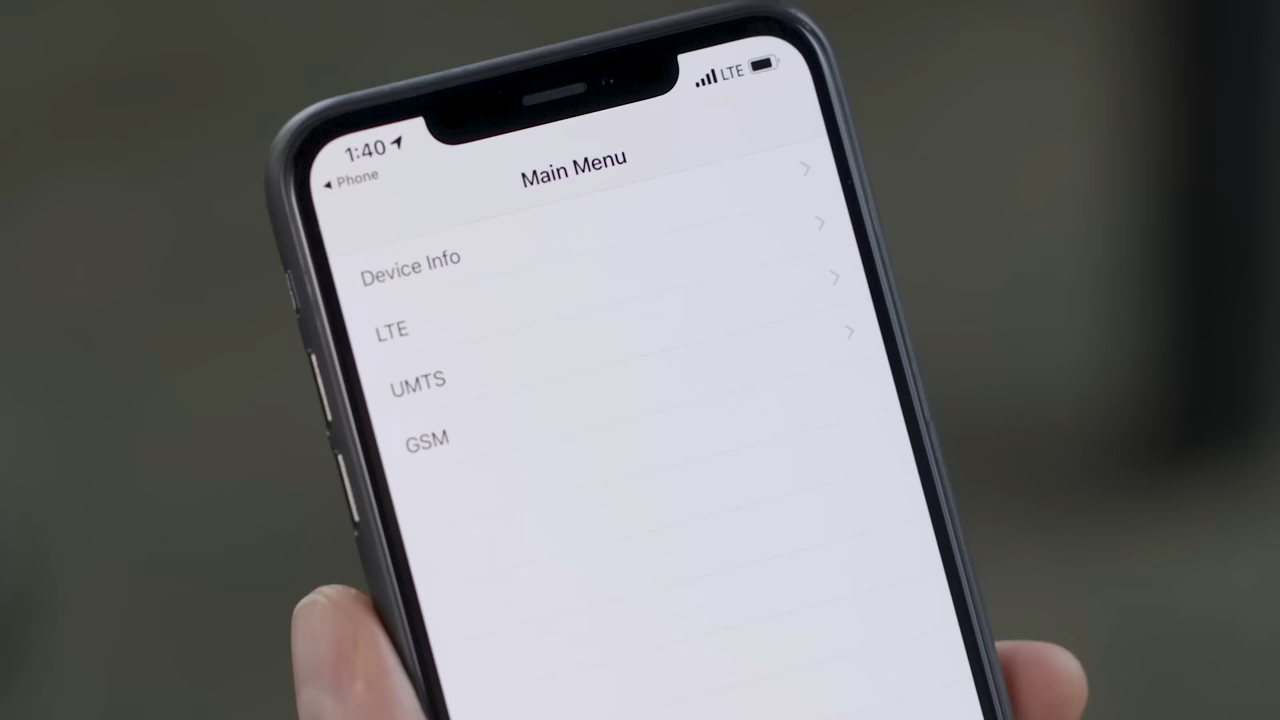 1:40
LTE
◀ Phone
Main Menu
Device Info
LTE
UMTS
GSM